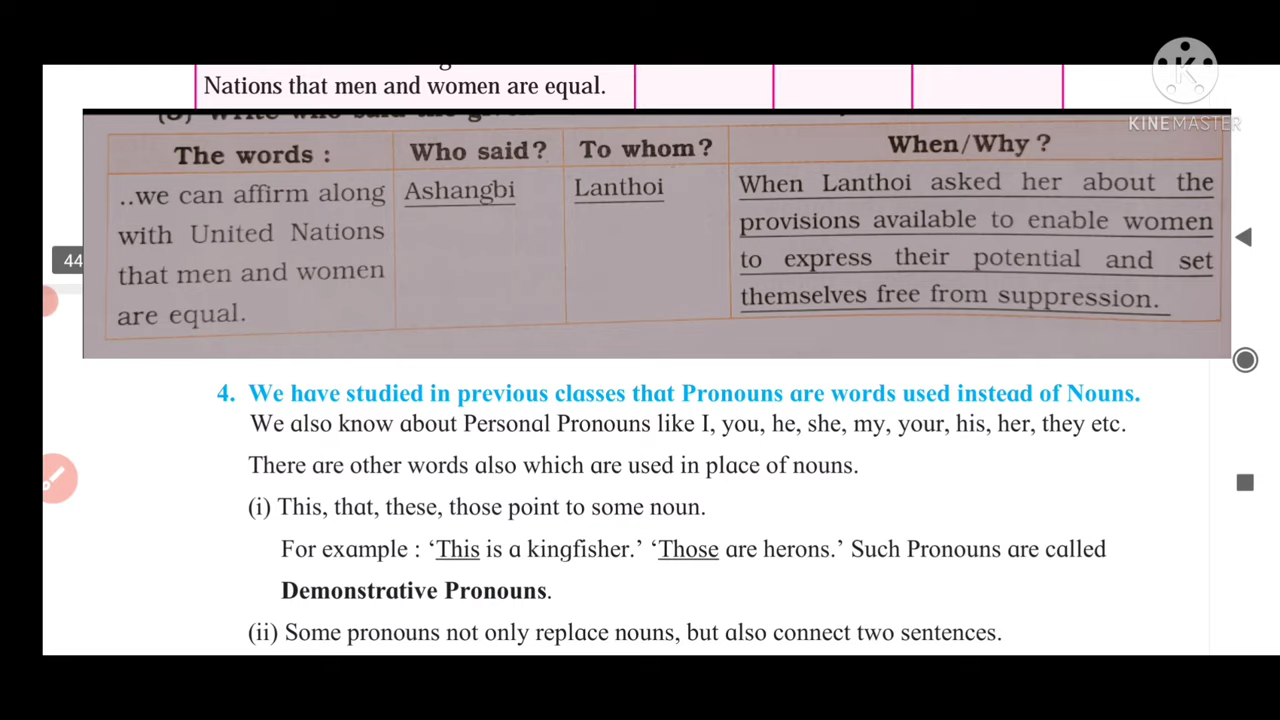 Nations that men and women are equal.
KINEMASTER
The words : Who said? To whom? When/Why?
..we can affirm along Ashangbi Lanthoi When Lanthoi asked her about the
with United Nations provisions available to enable women
that men and women to express their potential and set
are equal. themselves free from suppression.
44
4. We have studied in previous classes that Pronouns are words used instead of Nouns.
We also know about Personal Pronouns like I, you, he, she, my, your, his, her, they etc.
There are other words also which are used in place of nouns.
(i) This, that, these, those point to some noun.
For example : ‘This is a kingfisher.’ ‘Those are herons.’ Such Pronouns are called
Demonstrative Pronouns.
(ii) Some pronouns not only replace nouns, but also connect two sentences.